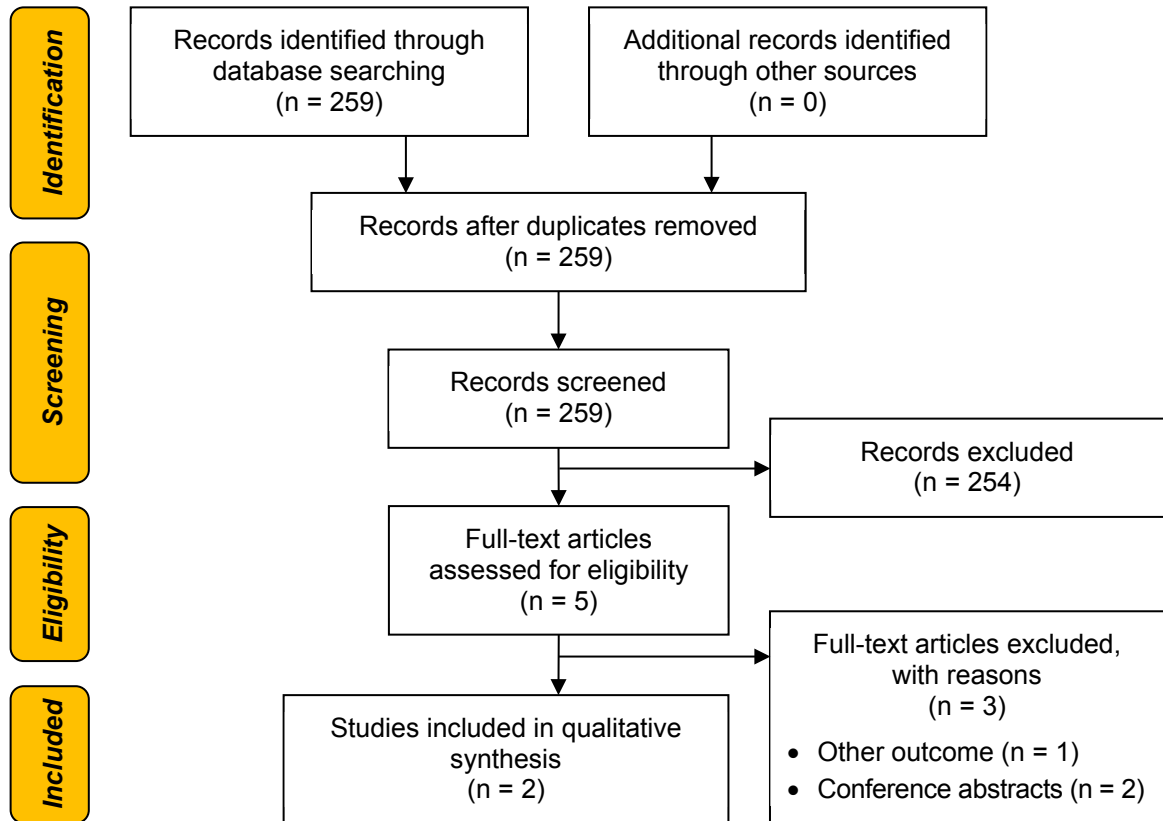 Identification
Records identified through
database searching
(n = 259)
Additional records identified
through other sources
(n = 0)
Records after duplicates removed
(n = 259)
Screening
Records screened
(n = 259)
Records excluded
(n = 254)
Eligibility
Full-text articles
assessed for eligibility
(n = 5)
Full-text articles excluded,
with reasons
(n = 3)
• Other outcome (n = 1)
• Conference abstracts (n = 2)
Included
Studies included in qualitative
synthesis
(n = 2)